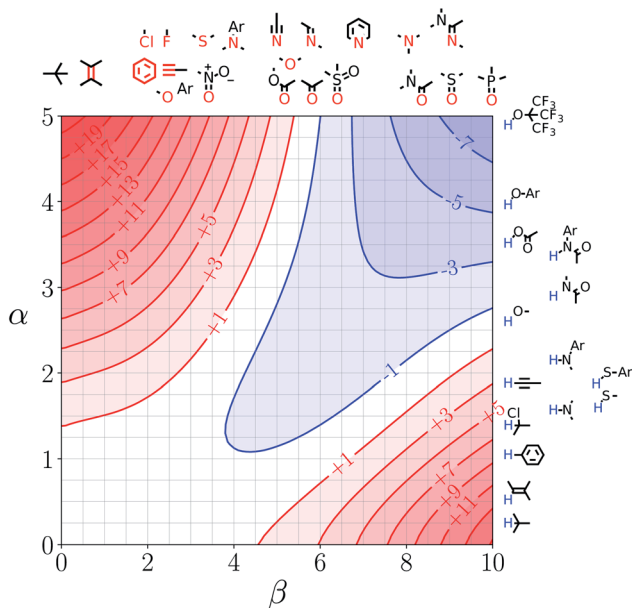 Ar
N
Cl F S N N N N N N
O
Ar N+ O− O O S O N S P
O O O O O O O O
5
4
3
2
1
0
α
0 2 4 6 8 10
β
+19
+17
+15
+13
+11
+9
+7
+5
+3
+1
-7
-5
-3
-1
+1
+3
+5
+7
+9
+11
CF3
O CF3
H CF3
O-Ar
H
Ar
O N O
H O H
N O
H
O
H
Ar
H-N
H S-Ar
H
S
Cl H-N H
H
H
H
H